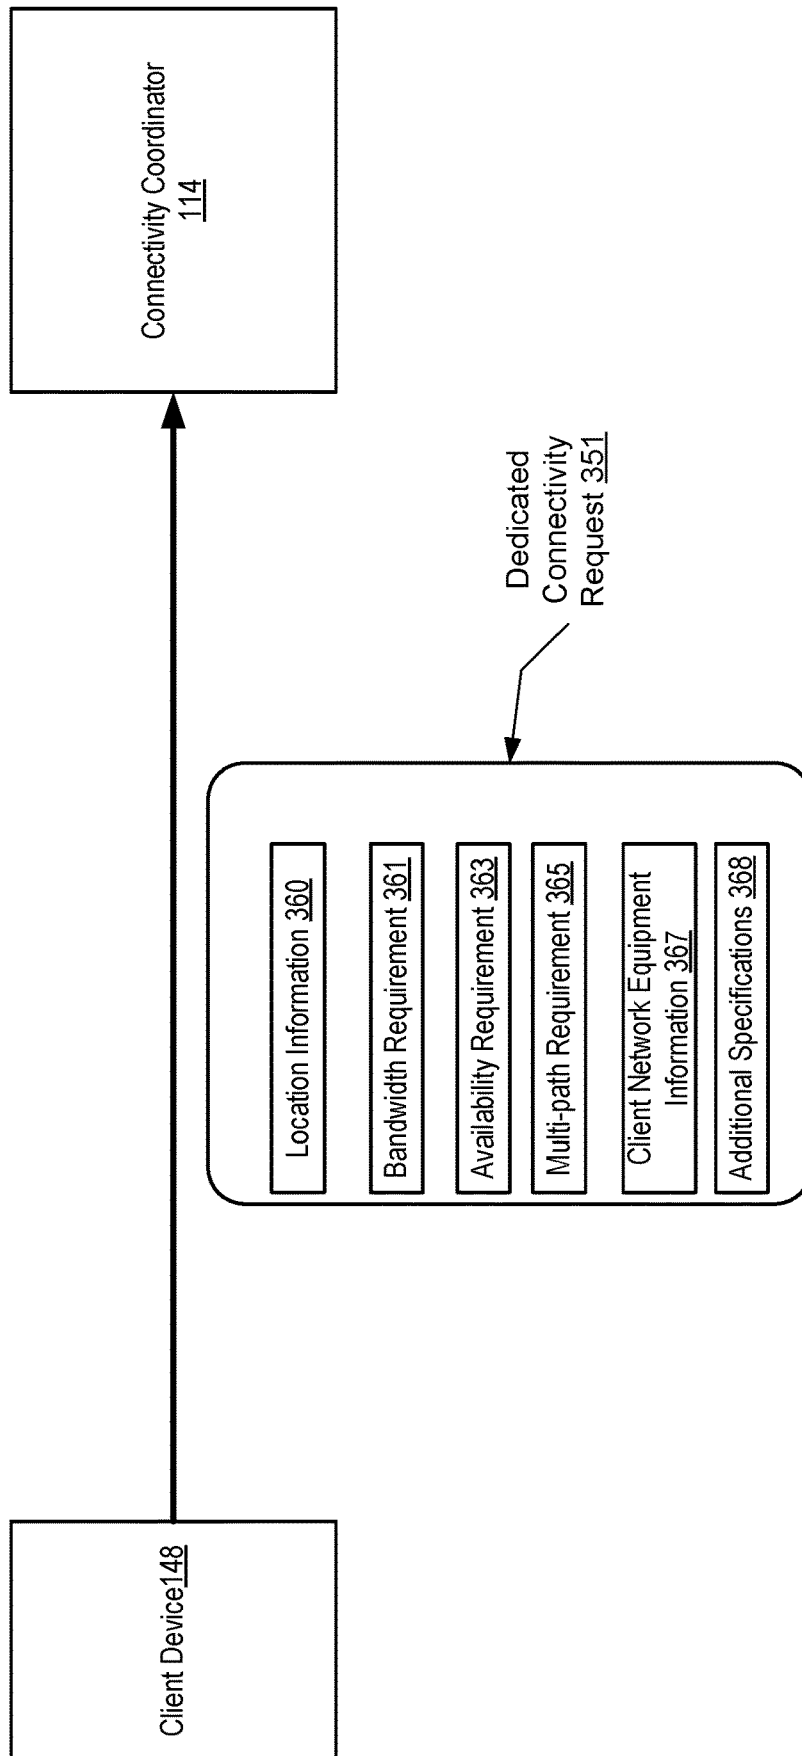 Client Device148
Connectivity Coordinator
114
Dedicated
Connectivity
Request 351
Location Information 360
Bandwidth Requirement 361
Availability Requirement 363
Multi-path Requirement 365
Client Network Equipment
Information 367
Additional Specifications 368